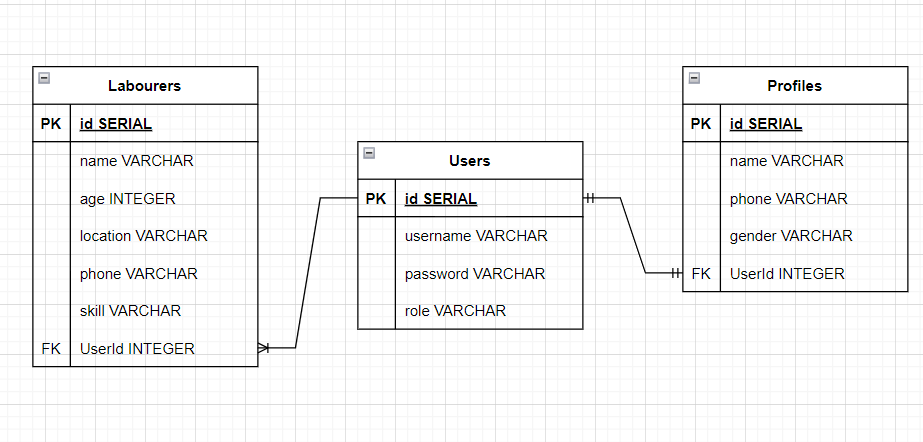 Labourers
PK id SERIAL
name VARCHAR
age INTEGER
location VARCHAR
phone VARCHAR
skill VARCHAR
FK UserId INTEGER
Users
PK id SERIAL
username VARCHAR
password VARCHAR
role VARCHAR
Profiles
PK id SERIAL
name VARCHAR
phone VARCHAR
gender VARCHAR
FK UserId INTEGER